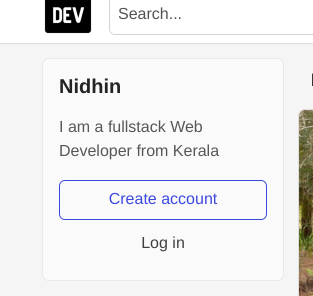 DEV
Search...
Nidhin
I am a fullstack Web
Developer from Kerala
Create account
Log in